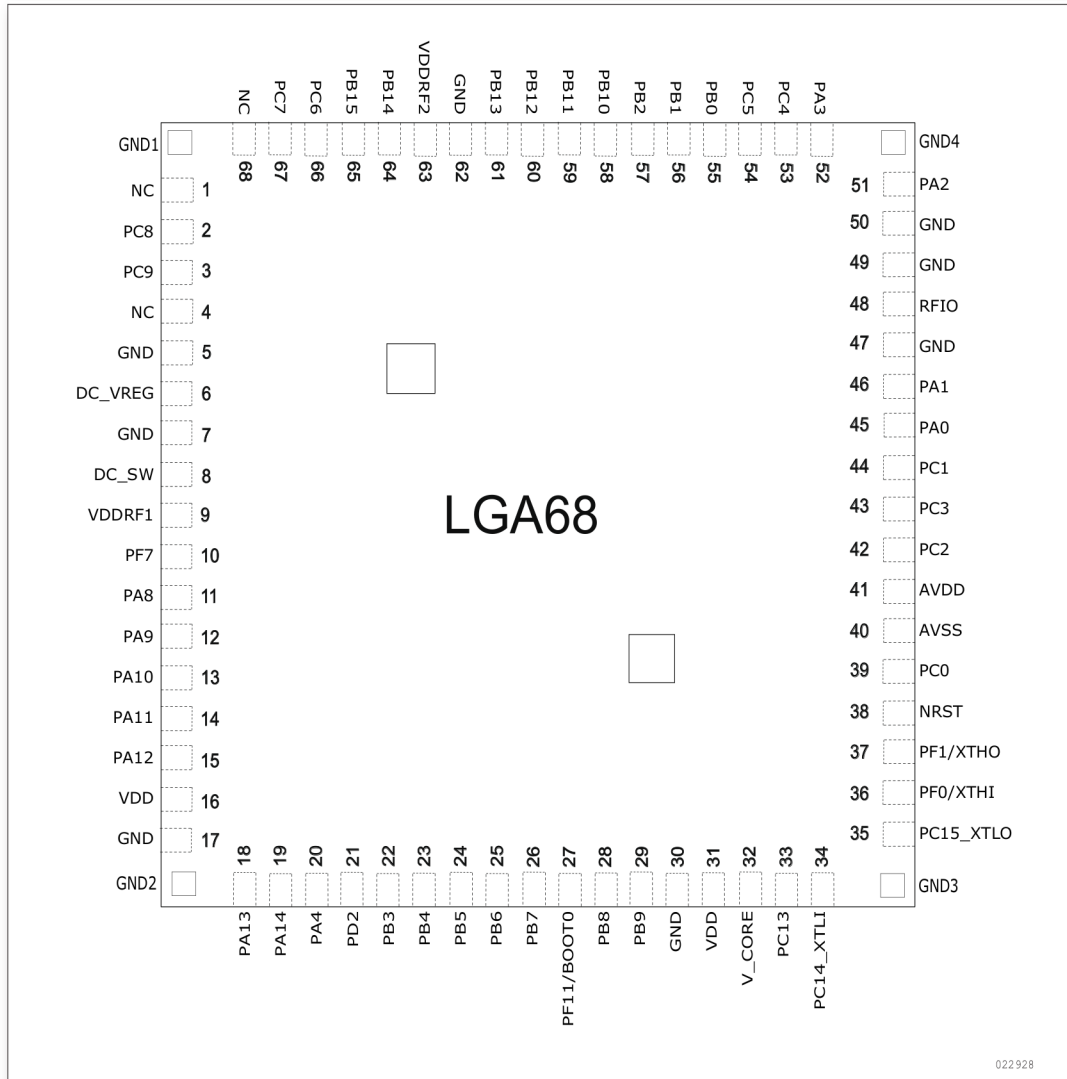 NC
PC7
PC6
PB15
PB14
VDDRF2
GND
PB13
PB12
PB11
PB10
PB2
PB1
PB0
PC5
PC4
PA3
68
67
66
65
64
63
62
61
60
59
58
57
56
55
54
53
52
GND1
GND4
NC 1
PC8 2
PC9 3
NC 4
GND 5
DC_VREG 6
GND 7
DC_SW 8
VDDRF1 9
PF7 10
PA8 11
PA9 12
PA10 13
PA11 14
PA12 15
VDD 16
GND 17
GND2
LGA68
51 PA2
50 GND
49 GND
48 RFIO
47 GND
46 PA1
45 PA0
44 PC1
43 PC3
42 PC2
41 AVDD
40 AVSS
39 PC0
38 NRST
37 PF1/XTHO
36 PF0/XTHI
35 PC15_XTLO
GND3
18
19
20
21
22
23
24
25
26
27
28
29
30
31
32
33
34
PA13
PA14
PA4
PD2
PB3
PB4
PB5
PB6
PB7
PF11/BOOT0
PB8
PB9
GND
VDD
V_CORE
PC13
PC14_XTLI
022928